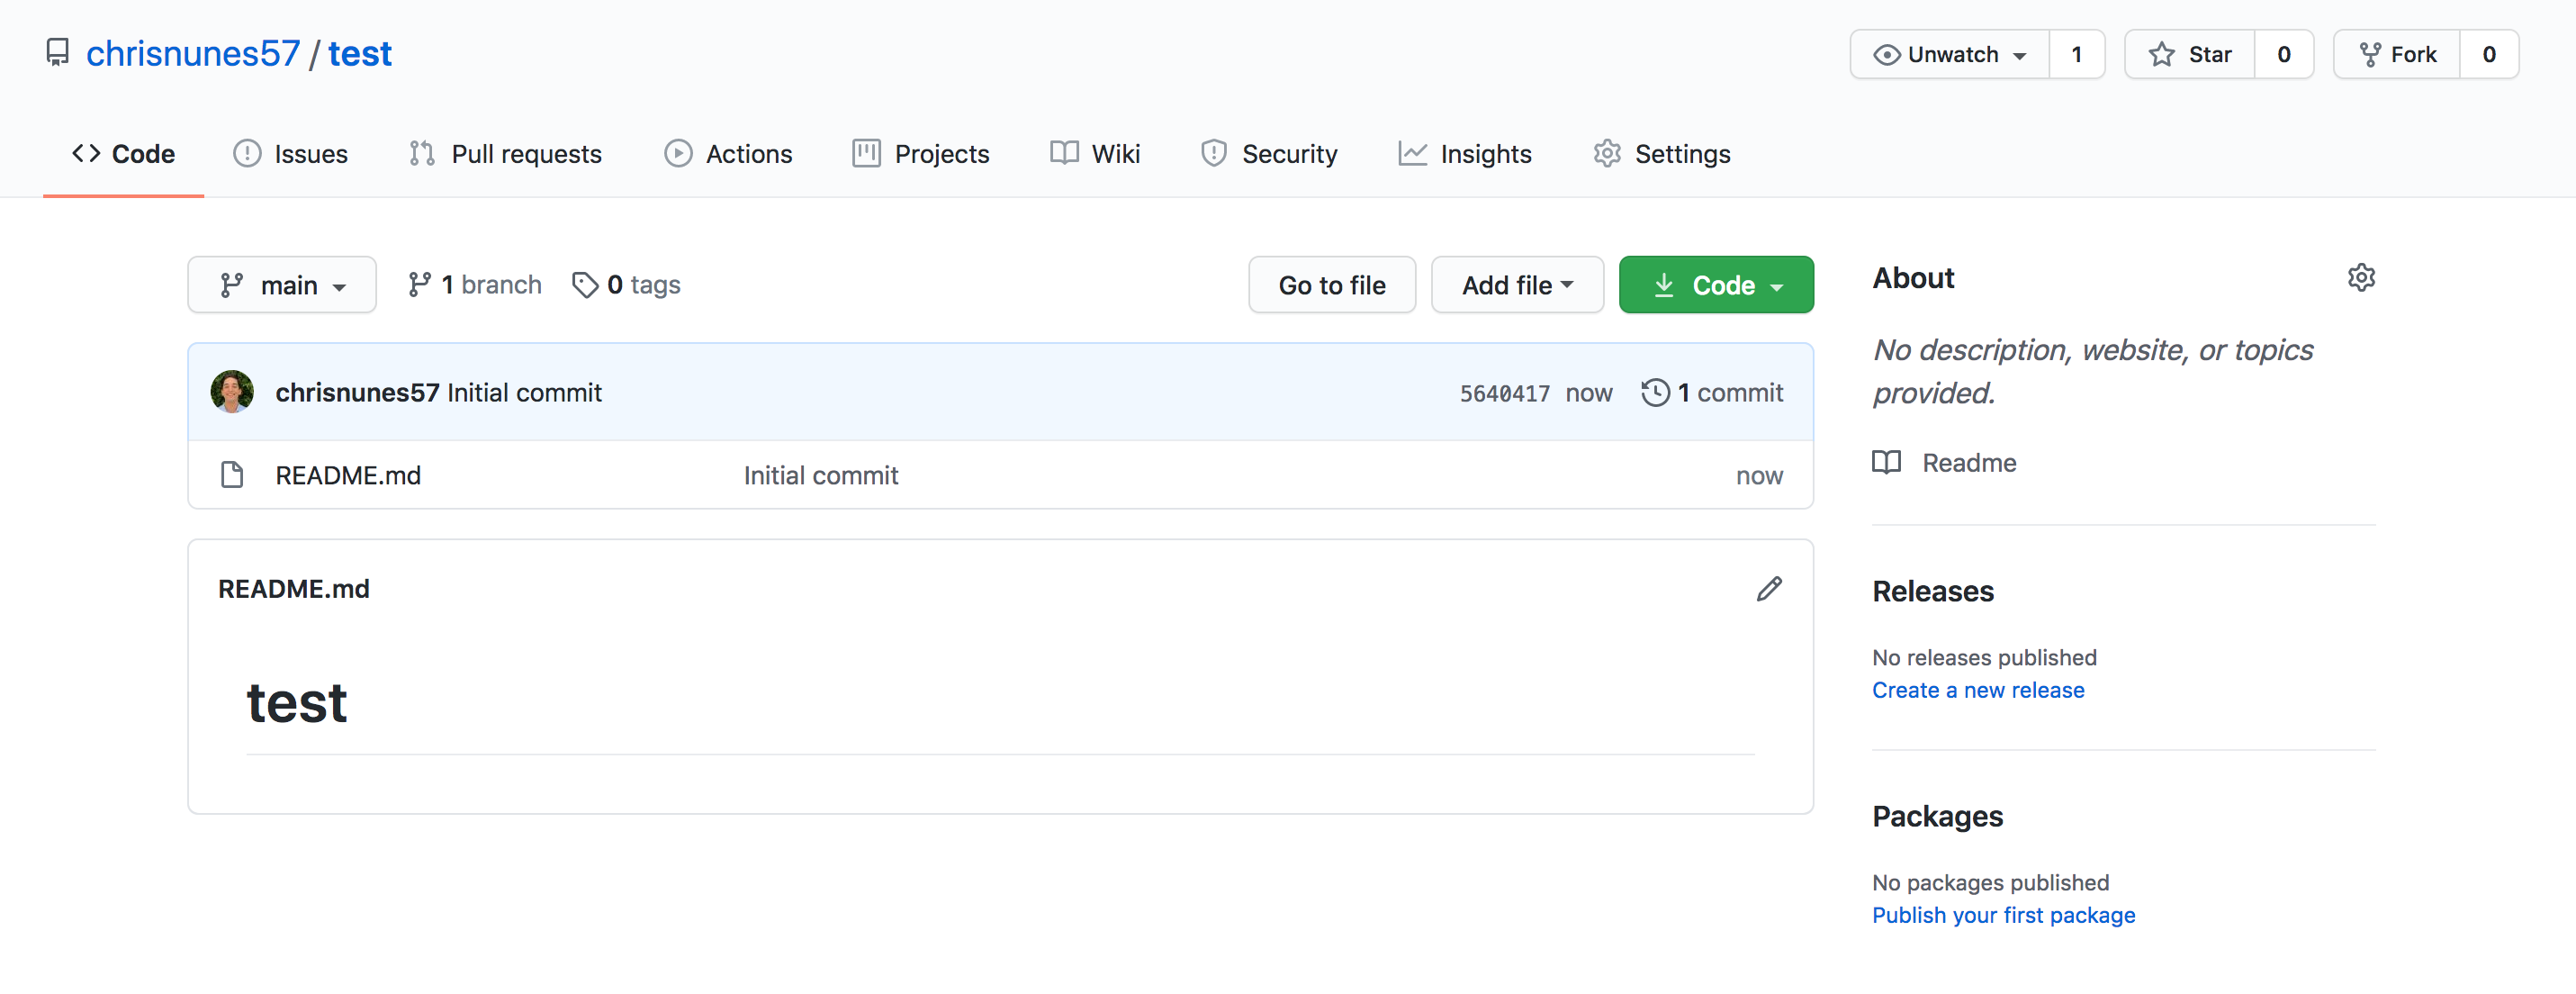 chrisnunes57 / test
Unwatch 1 Star 0 Fork 0
Code Issues Pull requests Actions Projects Wiki Security Insights Settings
main 1 branch 0 tags Go to file Add file Code
chrisnunes57 Initial commit 5640417 now 1 commit
README.md Initial commit now
README.md
test
About
No description, website, or topics
provided.
Readme
Releases
No releases published
Create a new release
Packages
No packages published
Publish your first package